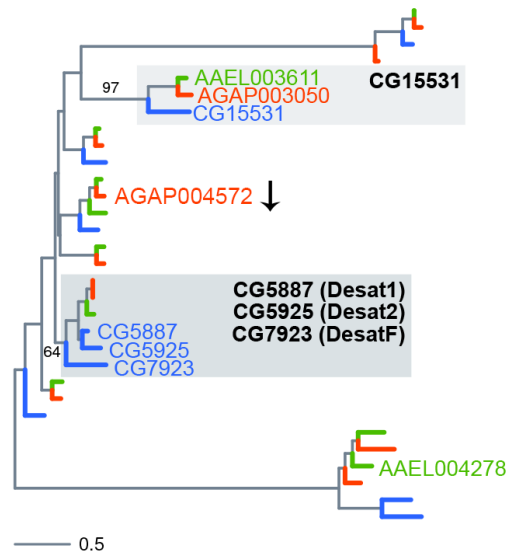 97
AAEL003611
CG15531
AGAP003050
CG15531
AGAP004572
CG5887 (Desat1)
CG5925 (Desat2)
CG7923 (DesatF)
CG5887
CG5925
64
CG7923
AAEL004278
0.5